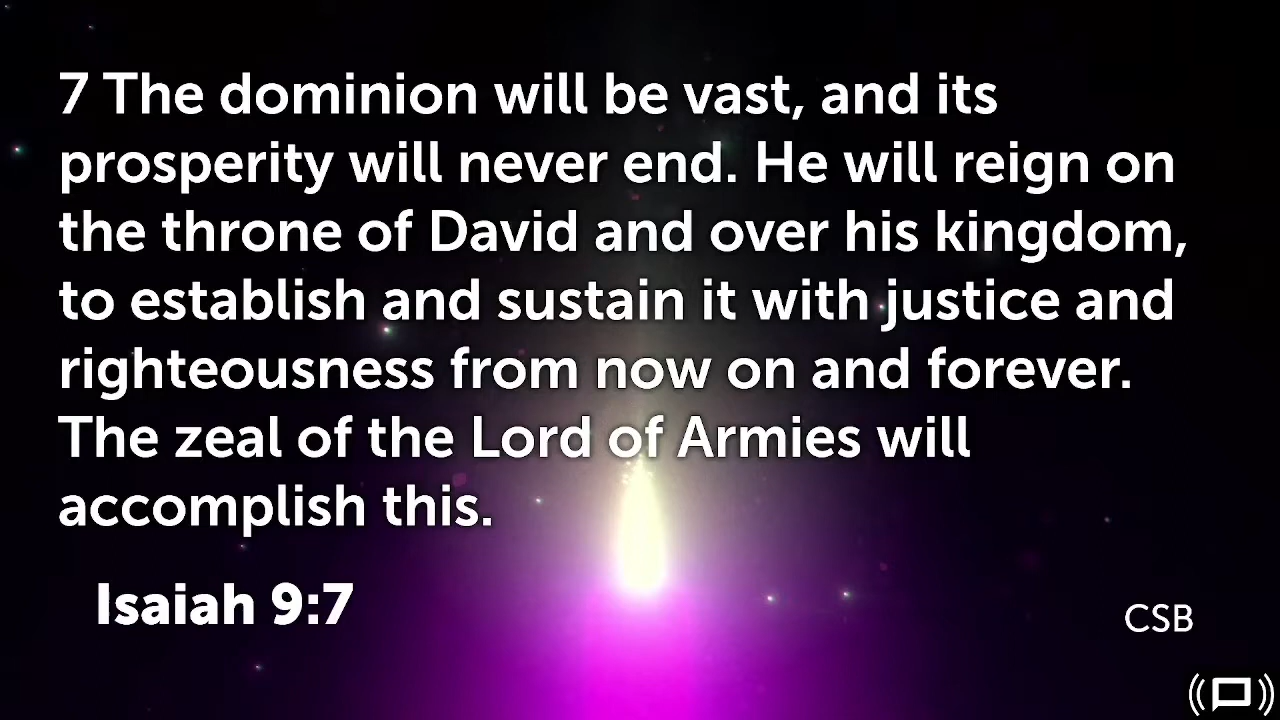 7 The dominion will be vast, and its
prosperity will never end. He will reign on
the throne of David and over his kingdom,
to establish and sustain it with justice and
righteousness from now on and forever.
The zeal of the Lord of Armies will
accomplish this.
Isaiah 9:7
CSB